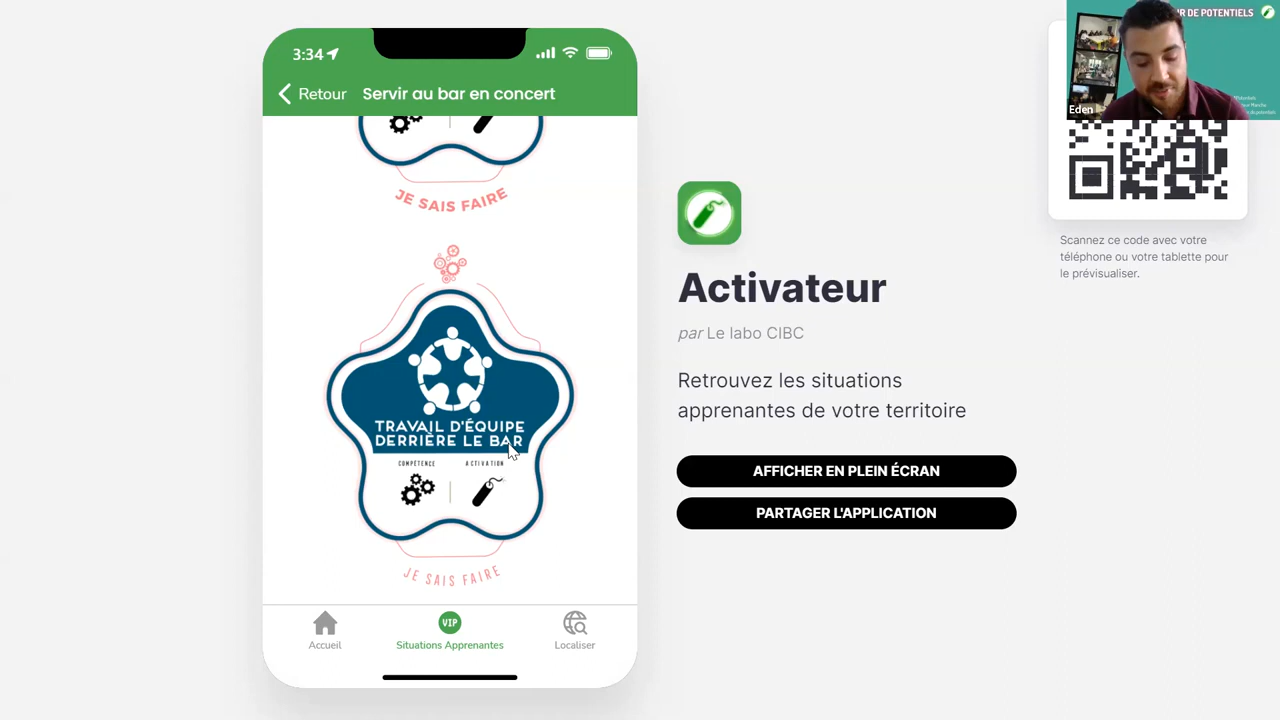 3:34
Retour
Servir au bar en concert
JE SAIS FAIRE
TRAVAIL D'ÉQUIPE
DERRIÈRE LE BAR
COMPÉTENCE
ACTIVATION
JE SAIS FAIRE
Accueil
VIP
Situations Apprenantes
Localiser
Activateur
par Le labo CIBC
Retrouvez les situations
apprenantes de votre territoire
AFFICHER EN PLEIN ÉCRAN
PARTAGER L'APPLICATION
R DE POTENTIELS
Eden
Scannez ce code avec votre
téléphone ou votre tablette pour
le prévisualiser.